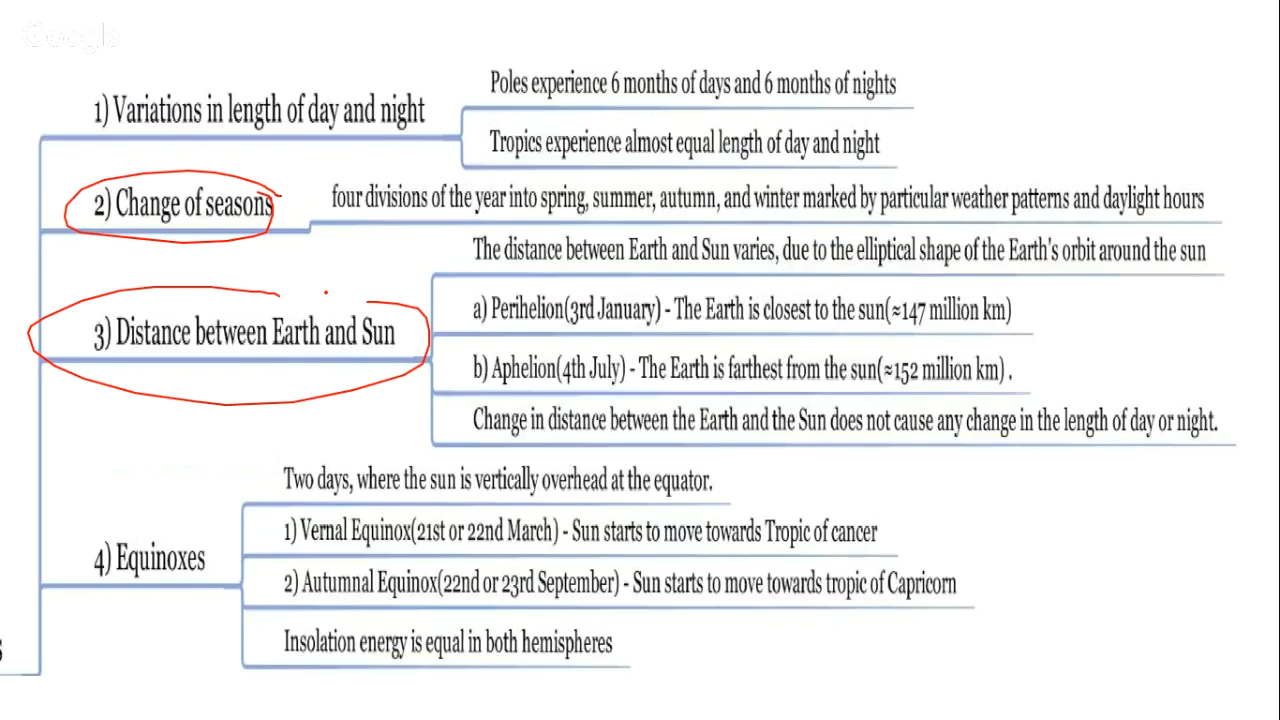 Google
1) Variations in length of day and night
Poles experience 6 months of days and 6 months of nights
Tropics experience almost equal length of day and night
2) Change of seasons
four divisions of the year into spring, summer, autumn, and winter marked by particular weather patterns and daylight hours
3) Distance between Earth and Sun
The distance between Earth and Sun varies, due to the elliptical shape of the Earth's orbit around the sun
a) Perihelion(3rd January) - The Earth is closest to the sun(≈147 million km)
b) Aphelion(4th July) - The Earth is farthest from the sun(≈152 million km) .
Change in distance between the Earth and the Sun does not cause any change in the length of day or night.
4) Equinoxes
Two days, where the sun is vertically overhead at the equator.
1) Vernal Equinox(21st or 22nd March) - Sun starts to move towards Tropic of cancer
2) Autumnal Equinox(22nd or 23rd September) - Sun starts to move towards tropic of Capricorn
Insolation energy is equal in both hemispheres
s